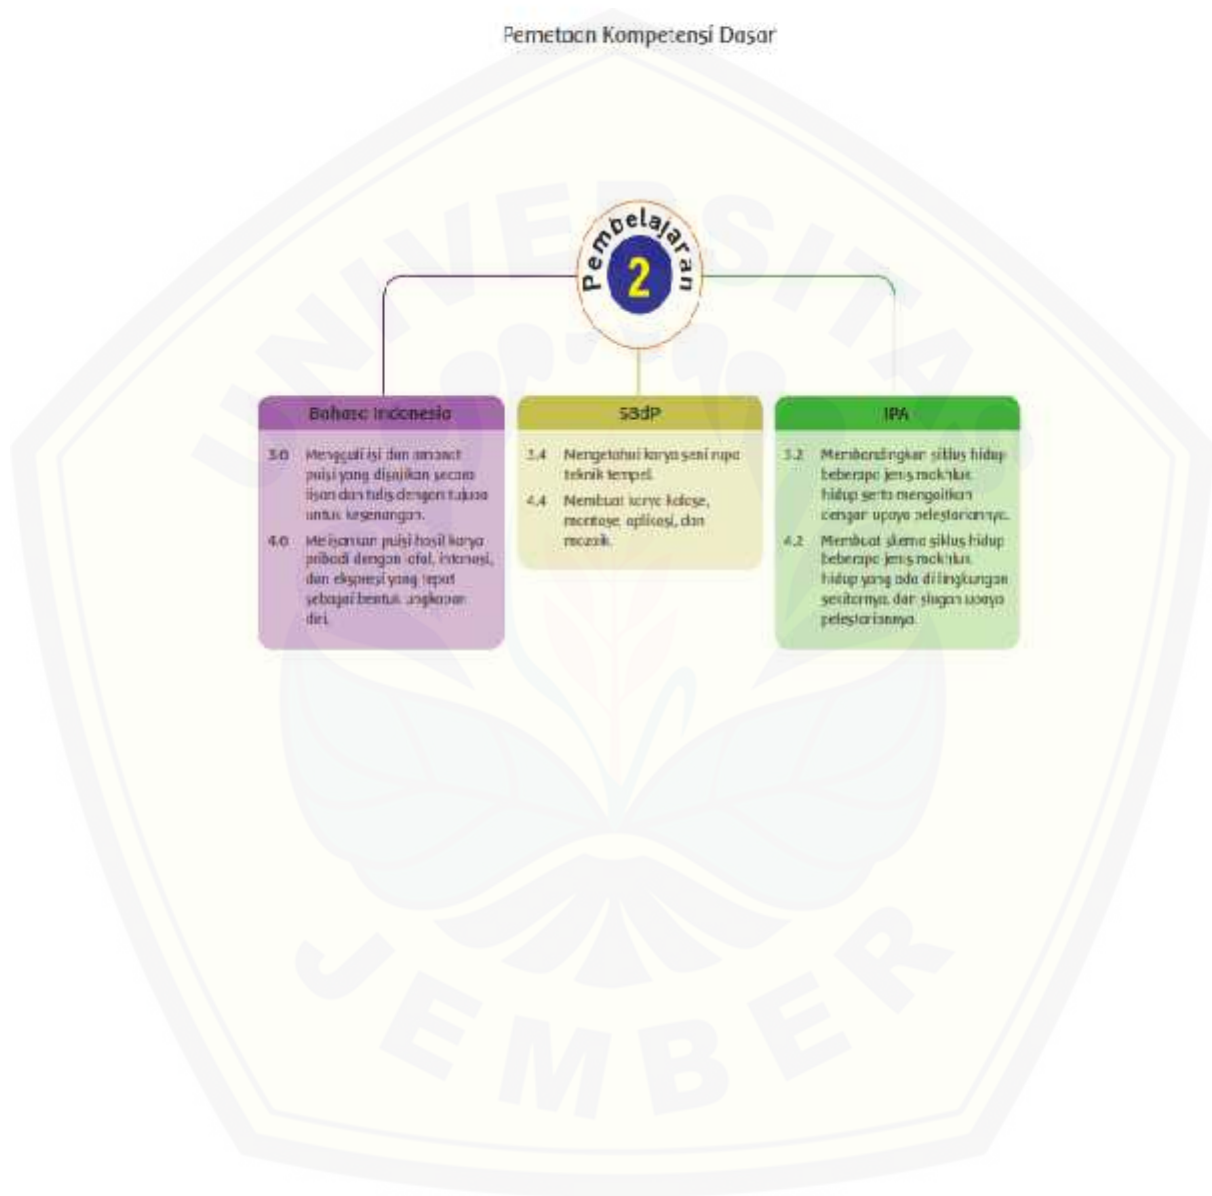 Pemetaan Kompetensi Dasar
Pembelajaran
2
Bahasa Indonesia
3.6 Menggali isi dan amanat
puisi yang disajikan secara
lisan dan tulis dengan tujuan
untuk kesenangan.
4.6 Melisankan puisi hasil karya
pribadi dengan lafal, intonasi,
dan ekspresi yang tepat
sebagai bentuk ungkapan
diri.
SBdP
3.4 Mengetahui karya seni rupa
teknik tempel.
4.4 Membuat karya kolase,
montase, aplikasi, dan
mozaik.
IPA
3.2 Membandingkan siklus hidup
beberapa jenis makhluk
hidup serta mengaitkan
dengan upaya pelestariannya.
4.2 Membuat skema siklus hidup
beberapa jenis makhluk
hidup yang ada di lingkungan
sekitarnya, dan slogan upaya
pelestariannya.
UNIVERSITAS
JEMBER